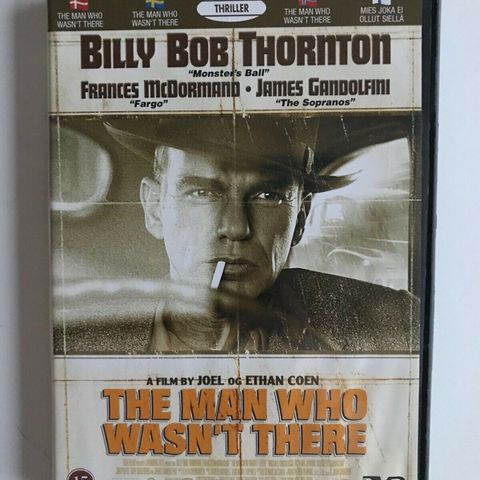 THRILLER
THE MAN WHO
WASN'T THERE
THE MAN WHO
WASN'T THERE
THE MAN WHO
WASN'T THERE
MIES JOKA EI
OLLUT SIELLÄ
BILLY BOB THORNTON
"Monster's Ball"
FRANCES MCDORMAND • JAMES GANDOLFINI
"Fargo" "The Sopranos"
A FILM BY JOEL OG ETHAN COEN
THE MAN WHO
WASN'T THERE
15